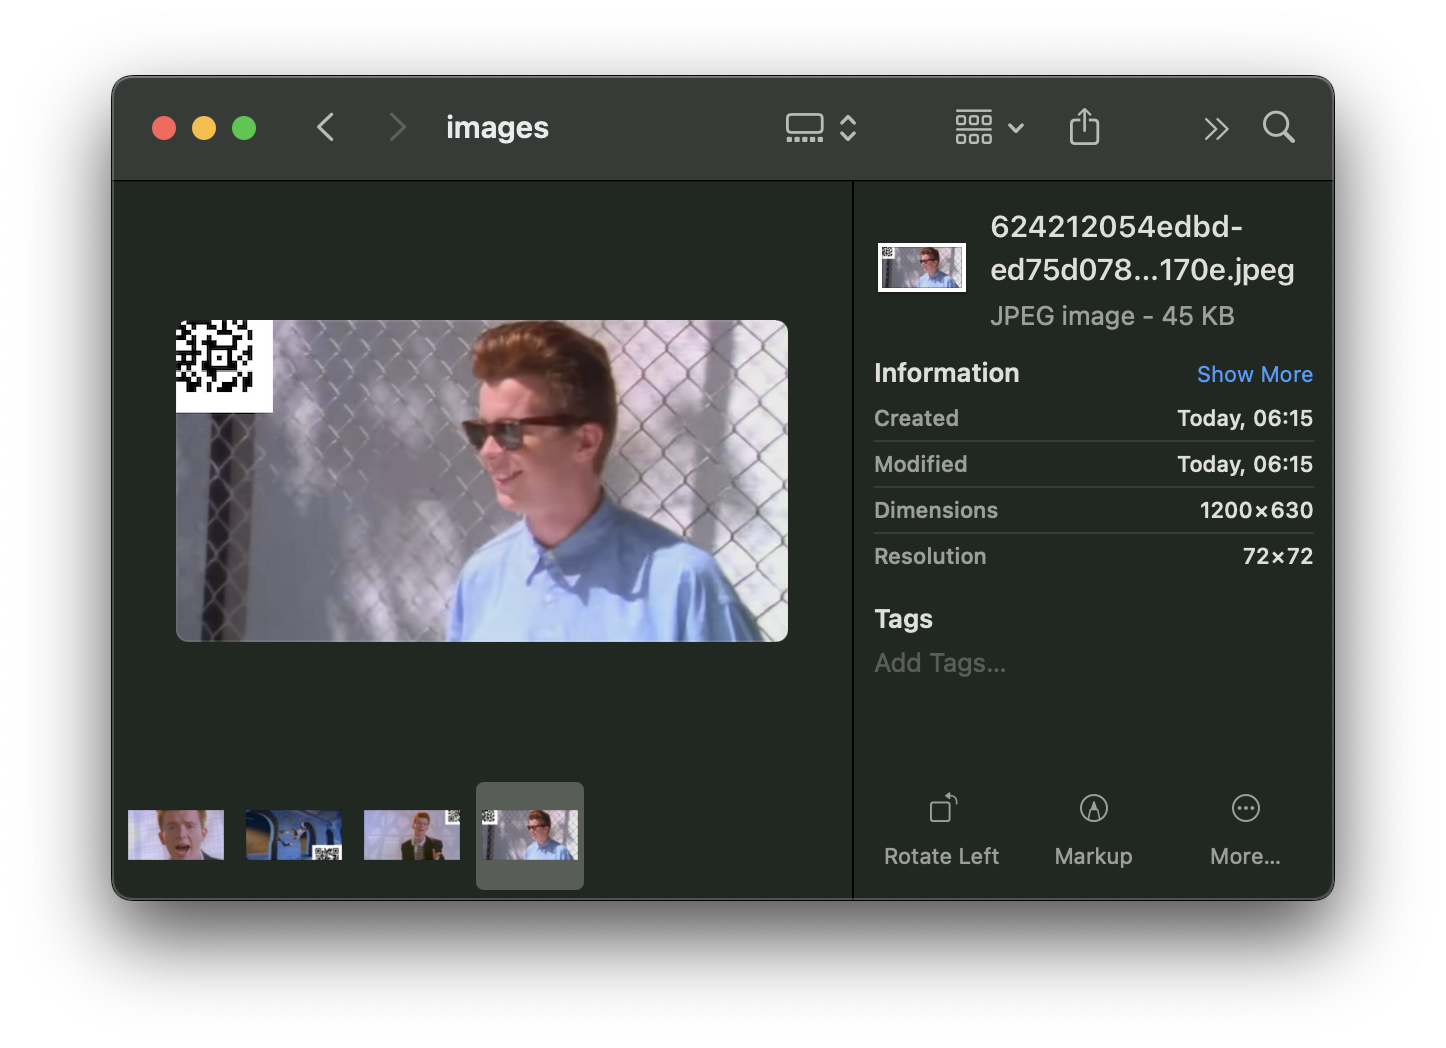 images
624212054edbd-
ed75d078...170e.jpeg
JPEG image - 45 KB
Information
Show More
Created
Today, 06:15
Modified
Today, 06:15
Dimensions
1200×630
Resolution
72×72
Tags
Add Tags...
Rotate Left
Markup
More...